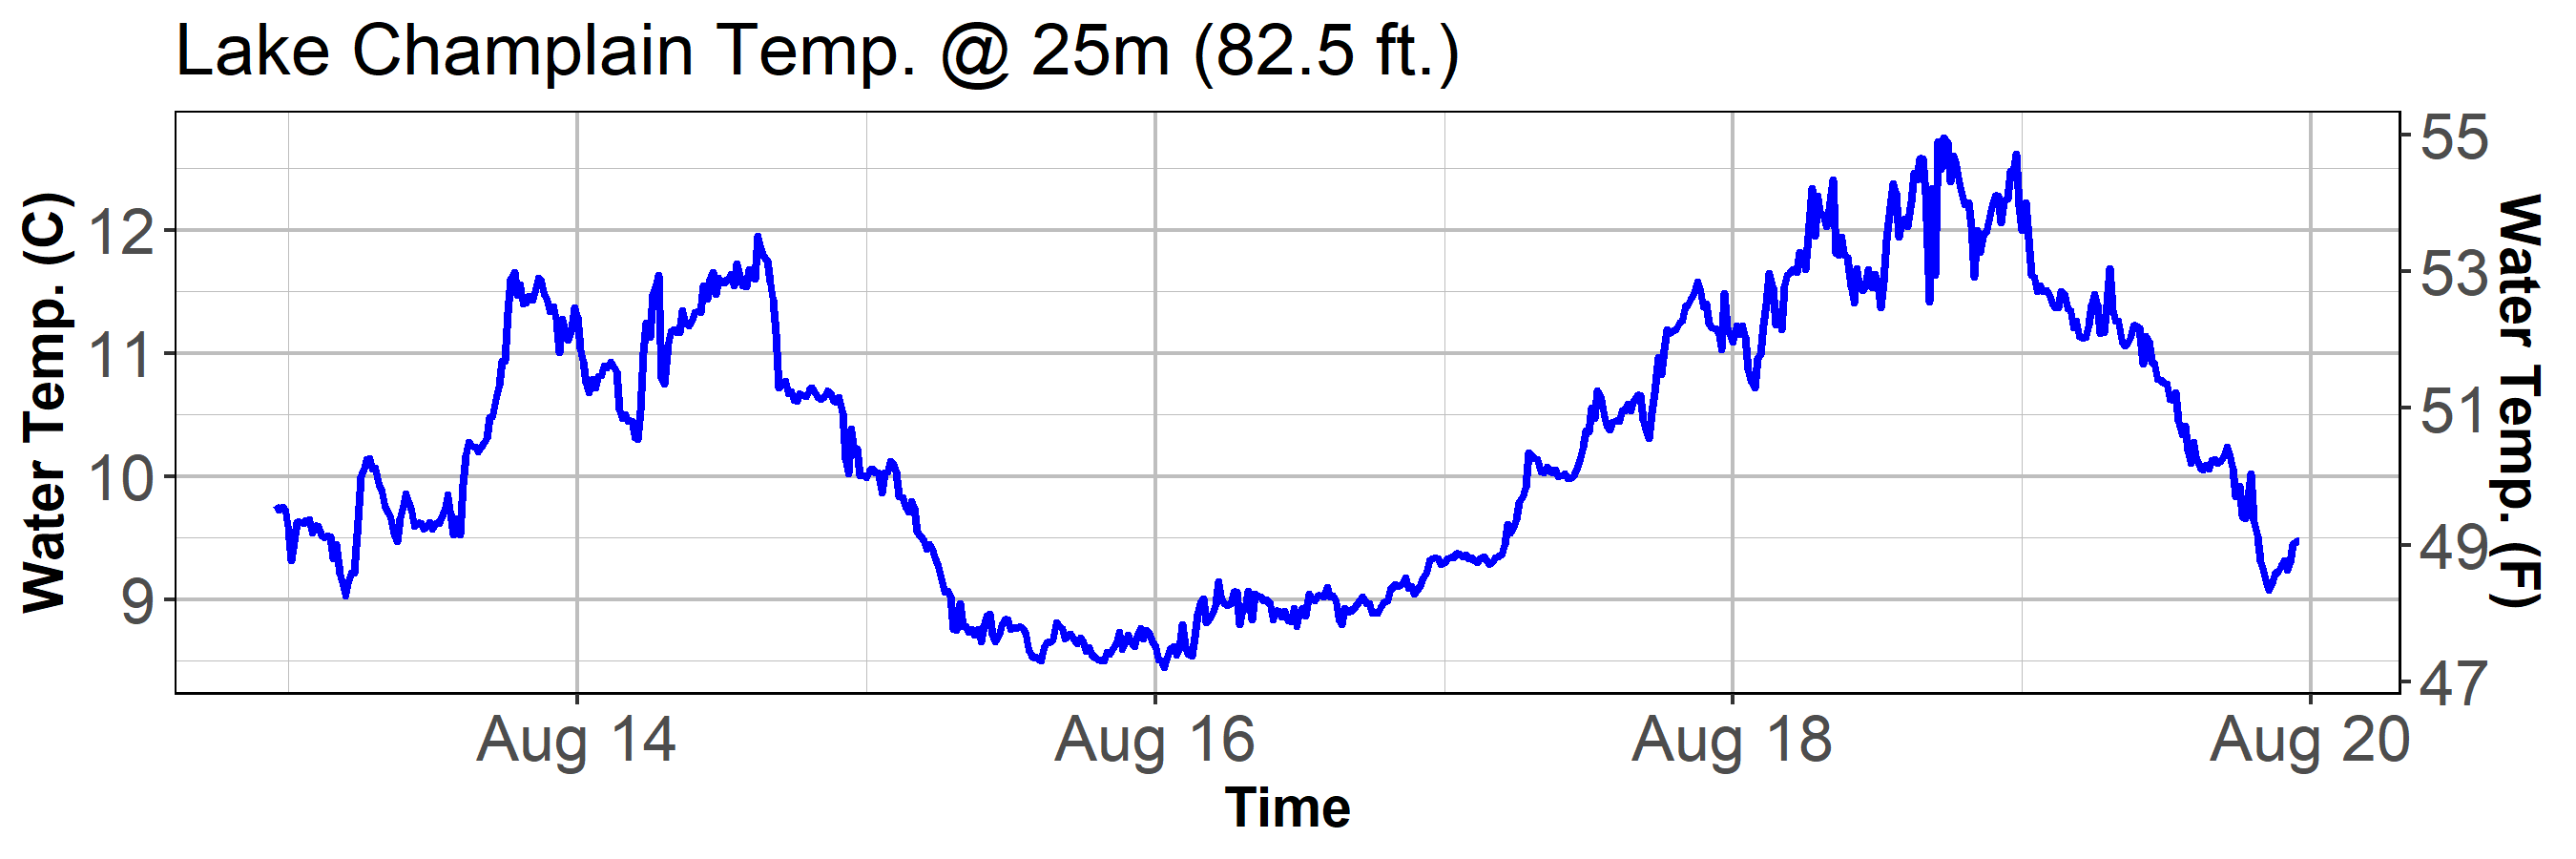 Lake Champlain Temp. @ 25m (82.5 ft.)
Water Temp. (C)
12
11
10
9
55
53
51
49
47
Water Temp. (F)
Aug 14
Aug 16
Aug 18
Aug 20
Time